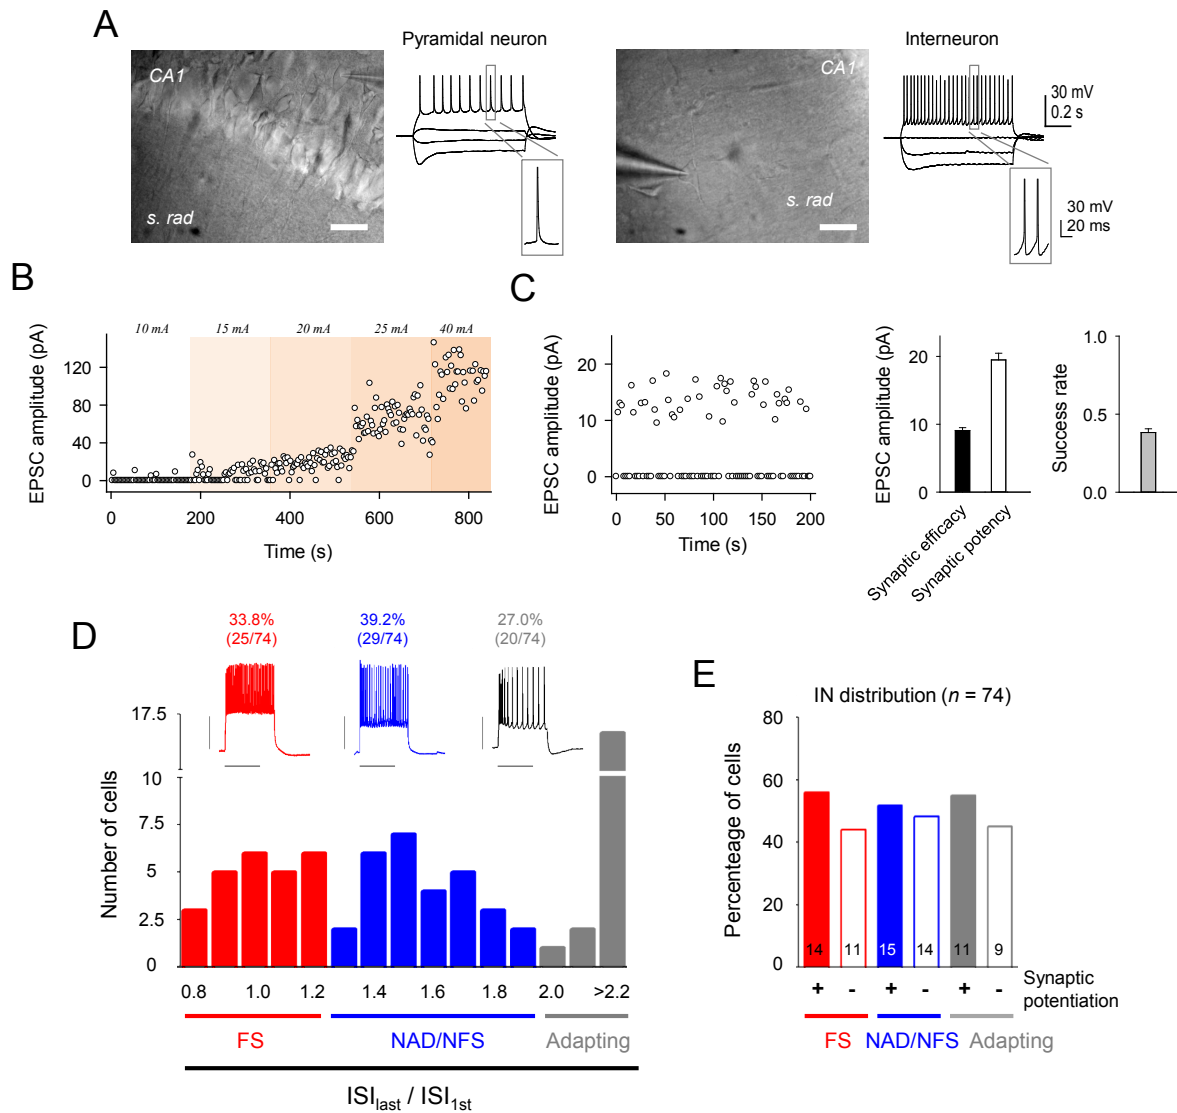 A
Pyramidal neuron
Interneuron
CA1
s. rad
CA1
s. rad
30 mV
0.2 s
30 mV
20 ms
B
10 mA
15 mA
20 mA
25 mA
40 mA
EPSC amplitude (pA)
120
80
40
0
0
200
400
600
800
Time (s)
C
EPSC amplitude (pA)
20
10
0
0
50
100
150
200
Time (s)
EPSC amplitude (pA)
20
10
0
Synaptic efficacy
Synaptic potency
Success rate
1.0
0.5
0.0
D
33.8%
(25/74)
39.2%
(29/74)
27.0%
(20/74)
Number of cells
17.5
10
7.5
5
2.5
0
0.8
1.0
1.2
1.4
1.6
1.8
2.0
>2.2
FS
NAD/NFS
Adapting
ISIlast / ISI1st
E
IN distribution (n = 74)
Percenteage of cells
80
60
40
20
0
14
11
15
14
11
9
+
-
+
-
+
-
Synaptic
potentiation
FS
NAD/NFS
Adapting